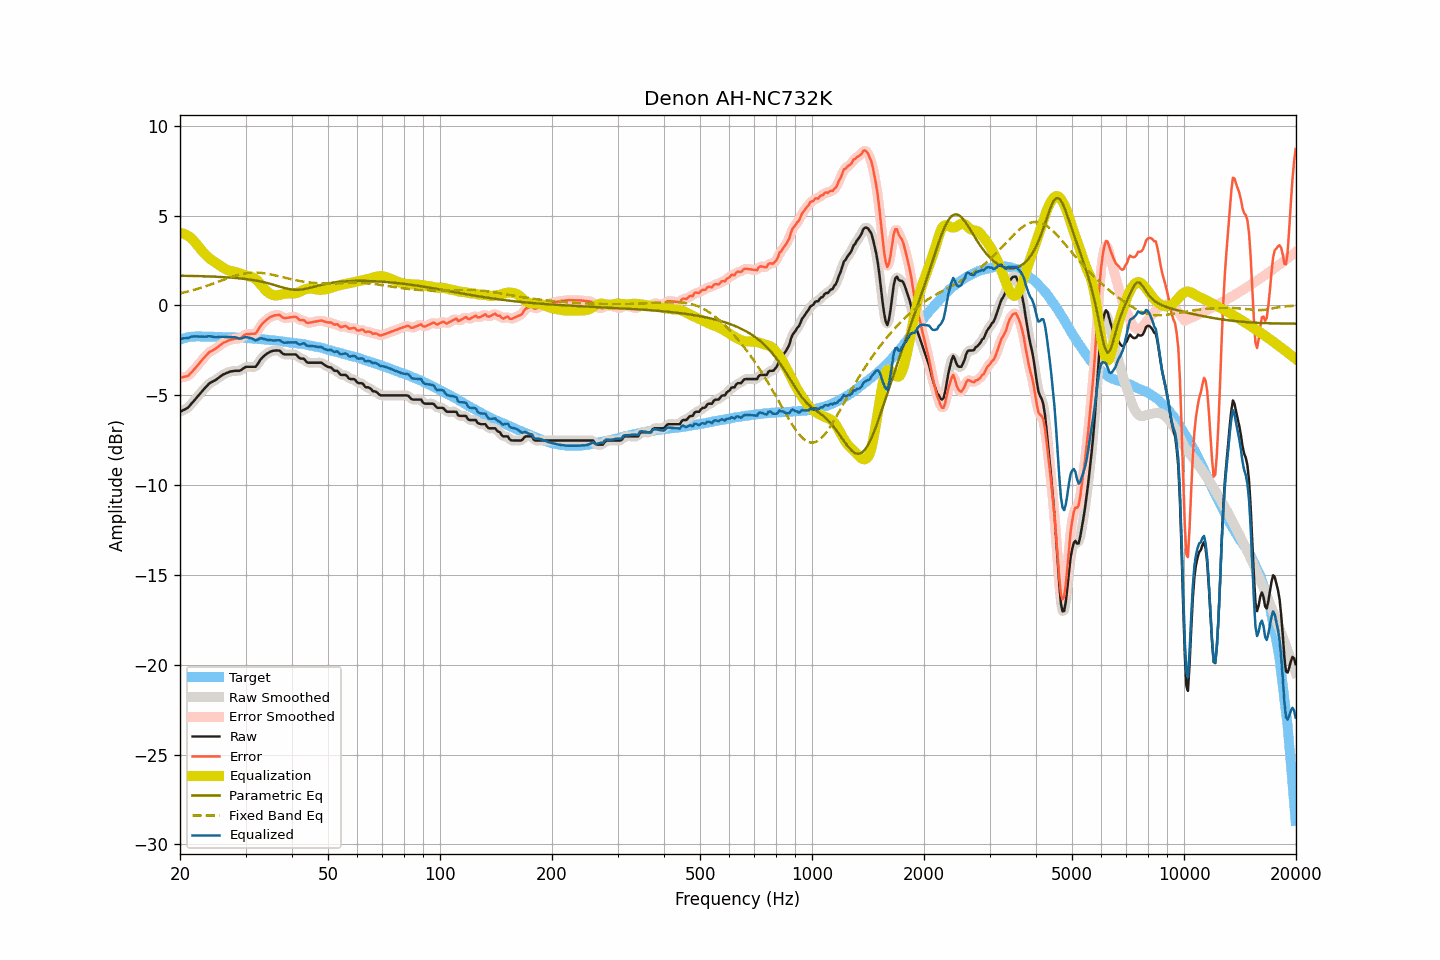 Denon AH-NC732K
10
5
0
−5
−10
−15
−20
−25
−30
Amplitude (dBr)
Target
Raw Smoothed
Error Smoothed
Raw
Error
Equalization
Parametric Eq
Fixed Band Eq
Equalized
20 50 100 200 500 1000 2000 5000 10000 20000
Frequency (Hz)